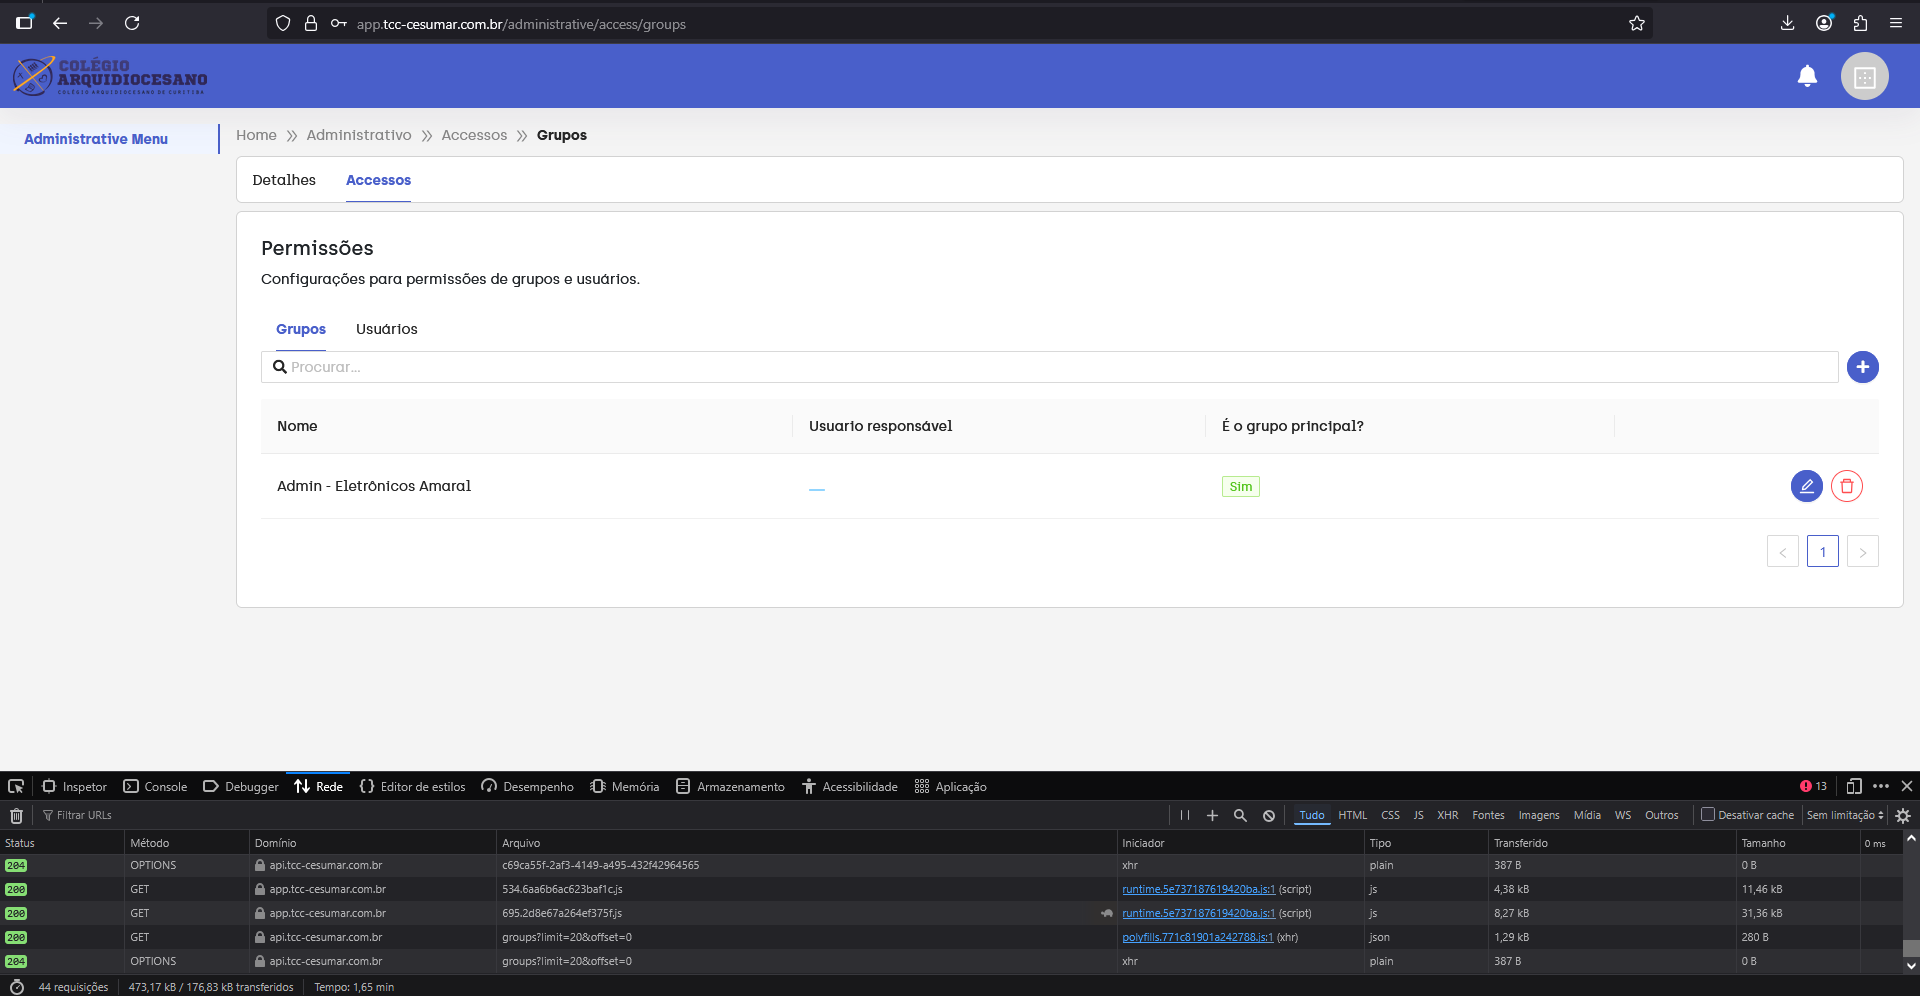 app.tcc-cesumar.com.br/administrative/access/groups
COLÉGIO
ARQUIDIOCESANO
COLÉGIO ARQUIDIOCESANO DE CURITIBA
Administrative Menu
Home » Administrativo » Accessos » Grupos
Detalhes Accessos
Permissões
Configurações para permissões de grupos e usuários.
Grupos Usuários
Procurar...
Nome Usuario responsável É o grupo principal?
Admin - Eletrônicos Amaral — Sim
< 1 >
Inspetor Console Debugger Rede Editor de estilos Desempenho Memória Armazenamento Acessibilidade Aplicação 13
Filtrar URLs Tudo HTML CSS JS XHR Fontes Imagens Mídia WS Outros Desativar cache Sem limitação
Status Método Domínio Arquivo Iniciador Tipo Transferido Tamanho 0 ms
204 OPTIONS api.tcc-cesumar.com.br c69ca55f-2af3-4149-a495-432f42964565 xhr plain 387 B 0 B
200 GET app.tcc-cesumar.com.br 534.6aa6b6ac623baf1c.js runtime.5e737187619420ba.js:1 (script) js 4,38 kB 11,46 kB
200 GET app.tcc-cesumar.com.br 695.2d8e67a264ef375f.js runtime.5e737187619420ba.js:1 (script) js 8,27 kB 31,36 kB
200 GET api.tcc-cesumar.com.br groups?limit=20&offset=0 polyfills.771c81901a242788.js:1 (xhr) json 1,29 kB 280 B
204 OPTIONS api.tcc-cesumar.com.br groups?limit=20&offset=0 xhr plain 387 B 0 B
44 requisições 473,17 kB / 176,83 kB transferidos Tempo: 1,65 min